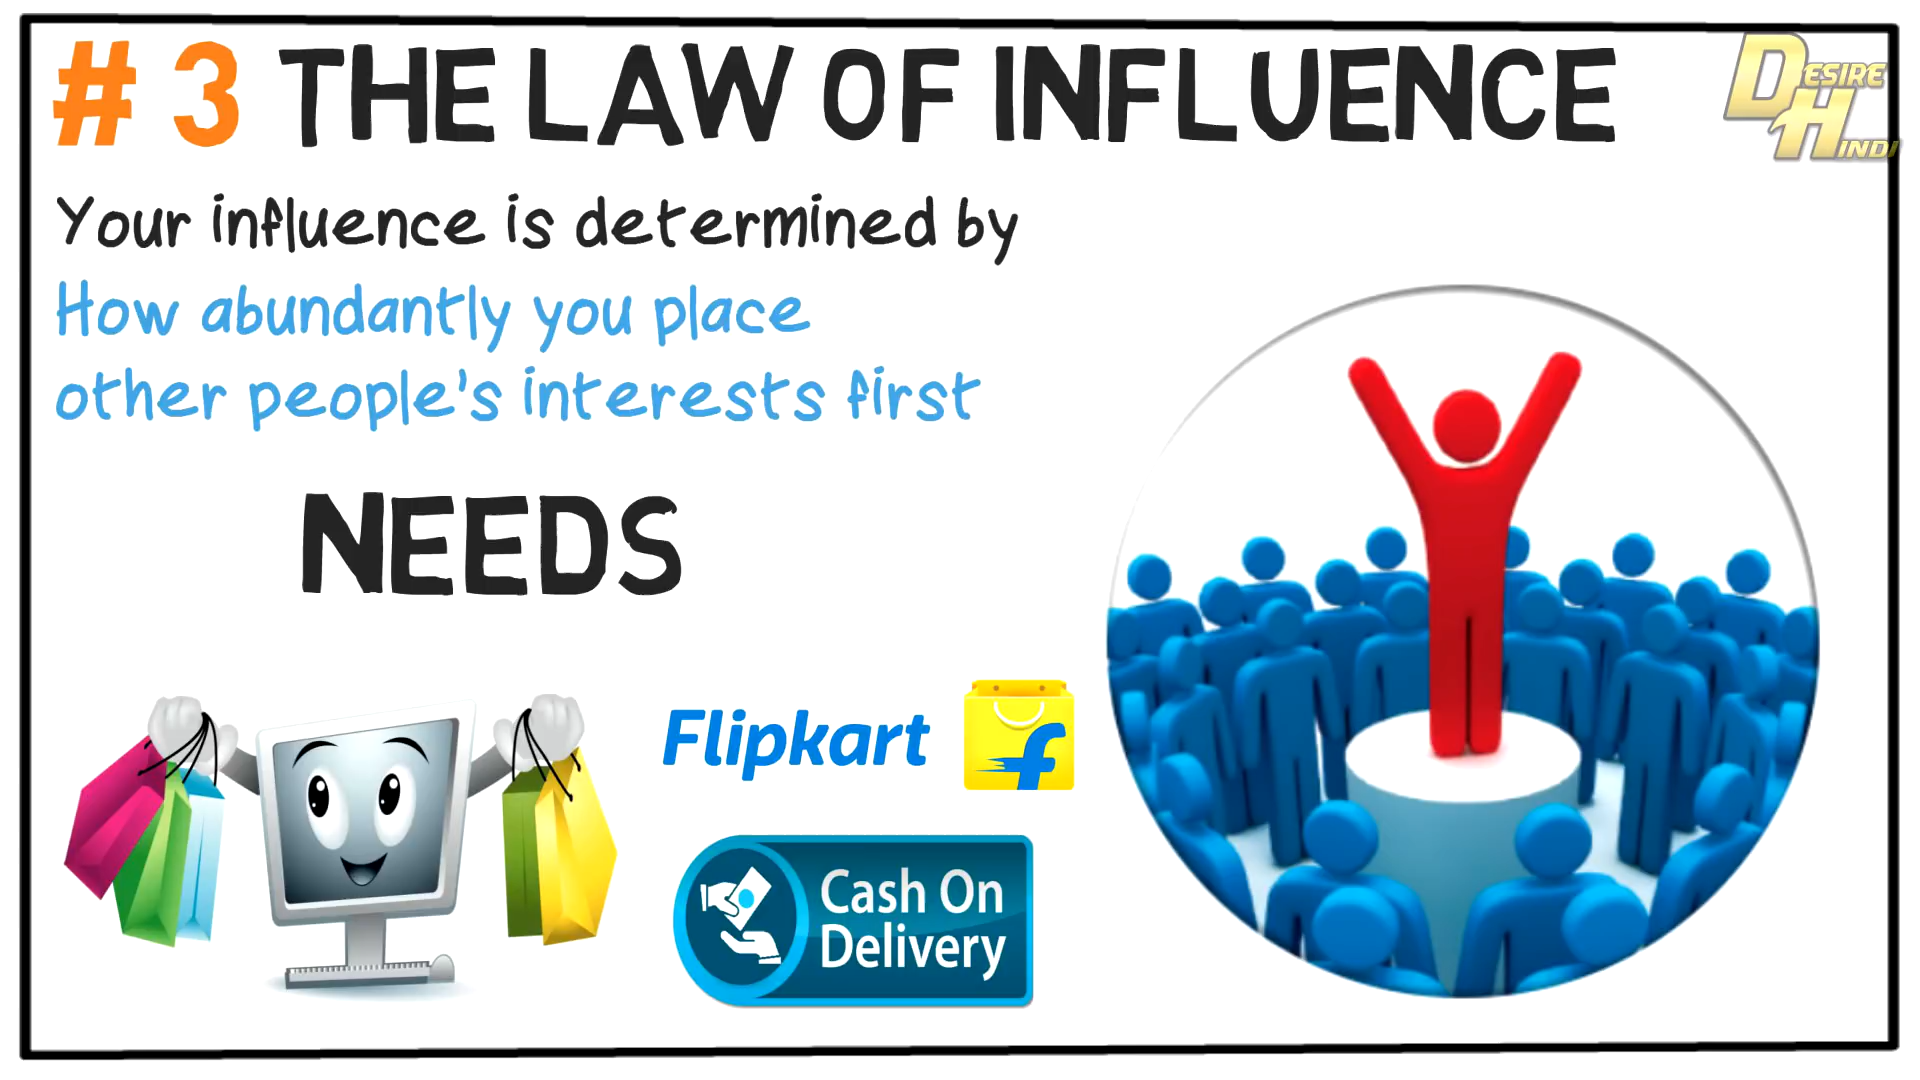 # 3 THE LAW OF INFLUENCE
DESIRE
HINDI
Your influence is determined by
How abundantly you place
other people's interests first
NEEDS
Flipkart
f
Cash On
Delivery